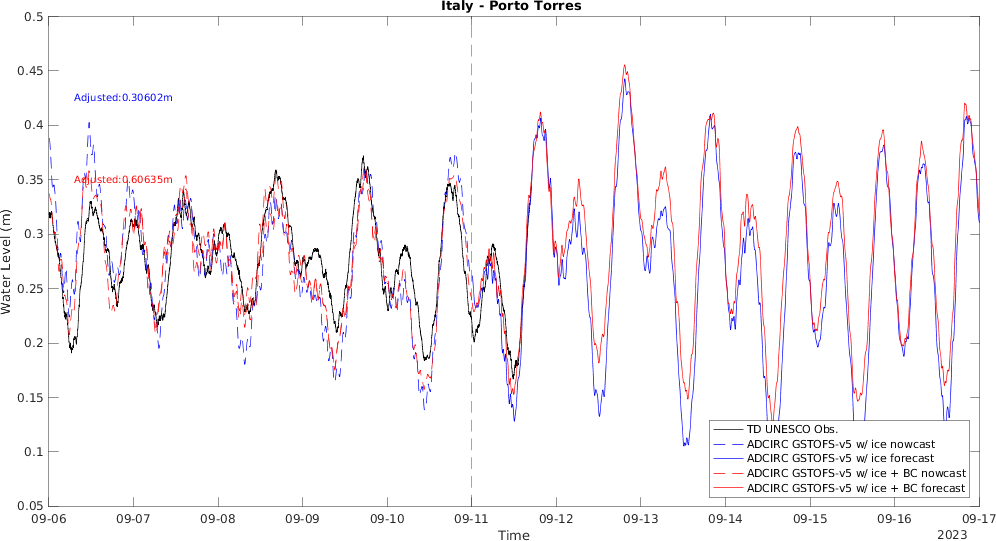 Italy - Porto Torres
0.5
0.45
0.4
0.35
0.3
0.25
0.2
0.15
0.1
0.05
Water Level (m)
Adjusted:0.30602m
Adjusted:0.60635m
TD UNESCO Obs.
ADCIRC GSTOFS-v5 w/ ice nowcast
ADCIRC GSTOFS-v5 w/ ice forecast
ADCIRC GSTOFS-v5 w/ ice + BC nowcast
ADCIRC GSTOFS-v5 w/ ice + BC forecast
09-06 09-07 09-08 09-09 09-10 09-11 09-12 09-13 09-14 09-15 09-16 09-17
Time
2023